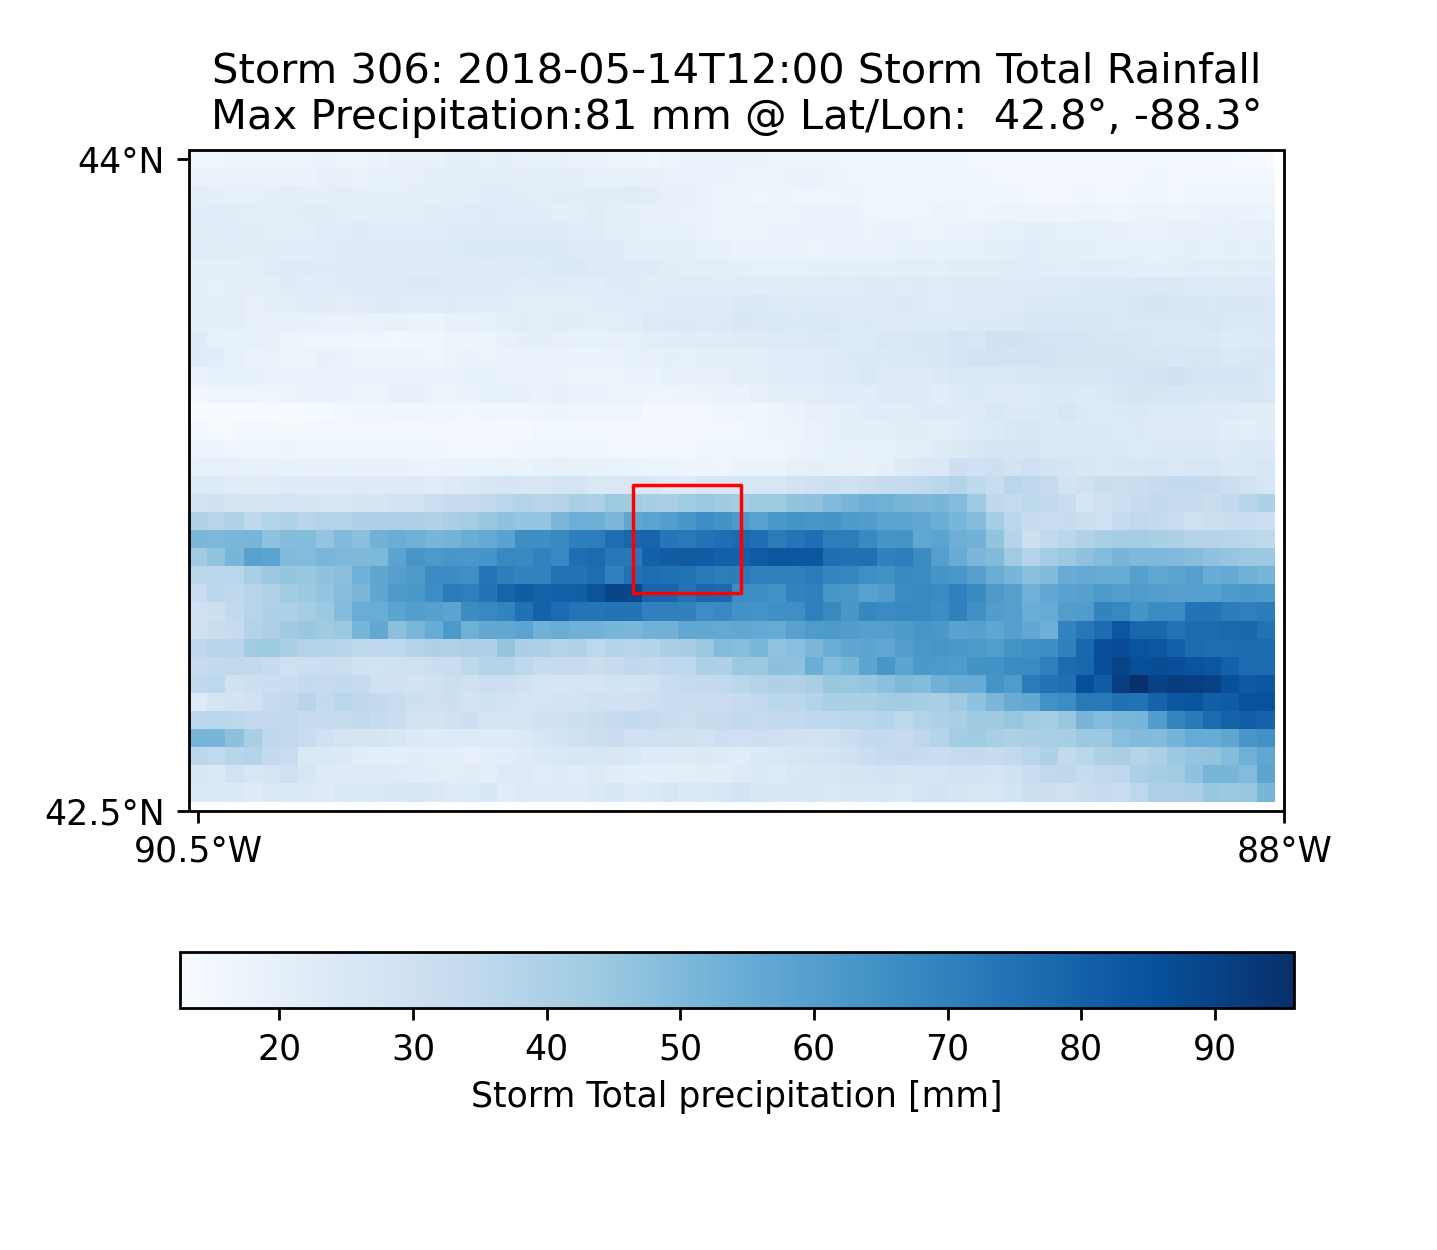 Storm 306: 2018-05-14T12:00 Storm Total Rainfall
Max Precipitation:81 mm @ Lat/Lon:  42.8°, -88.3°
44°N
42.5°N
90.5°W 88°W
20 30 40 50 60 70 80 90
Storm Total precipitation [mm]